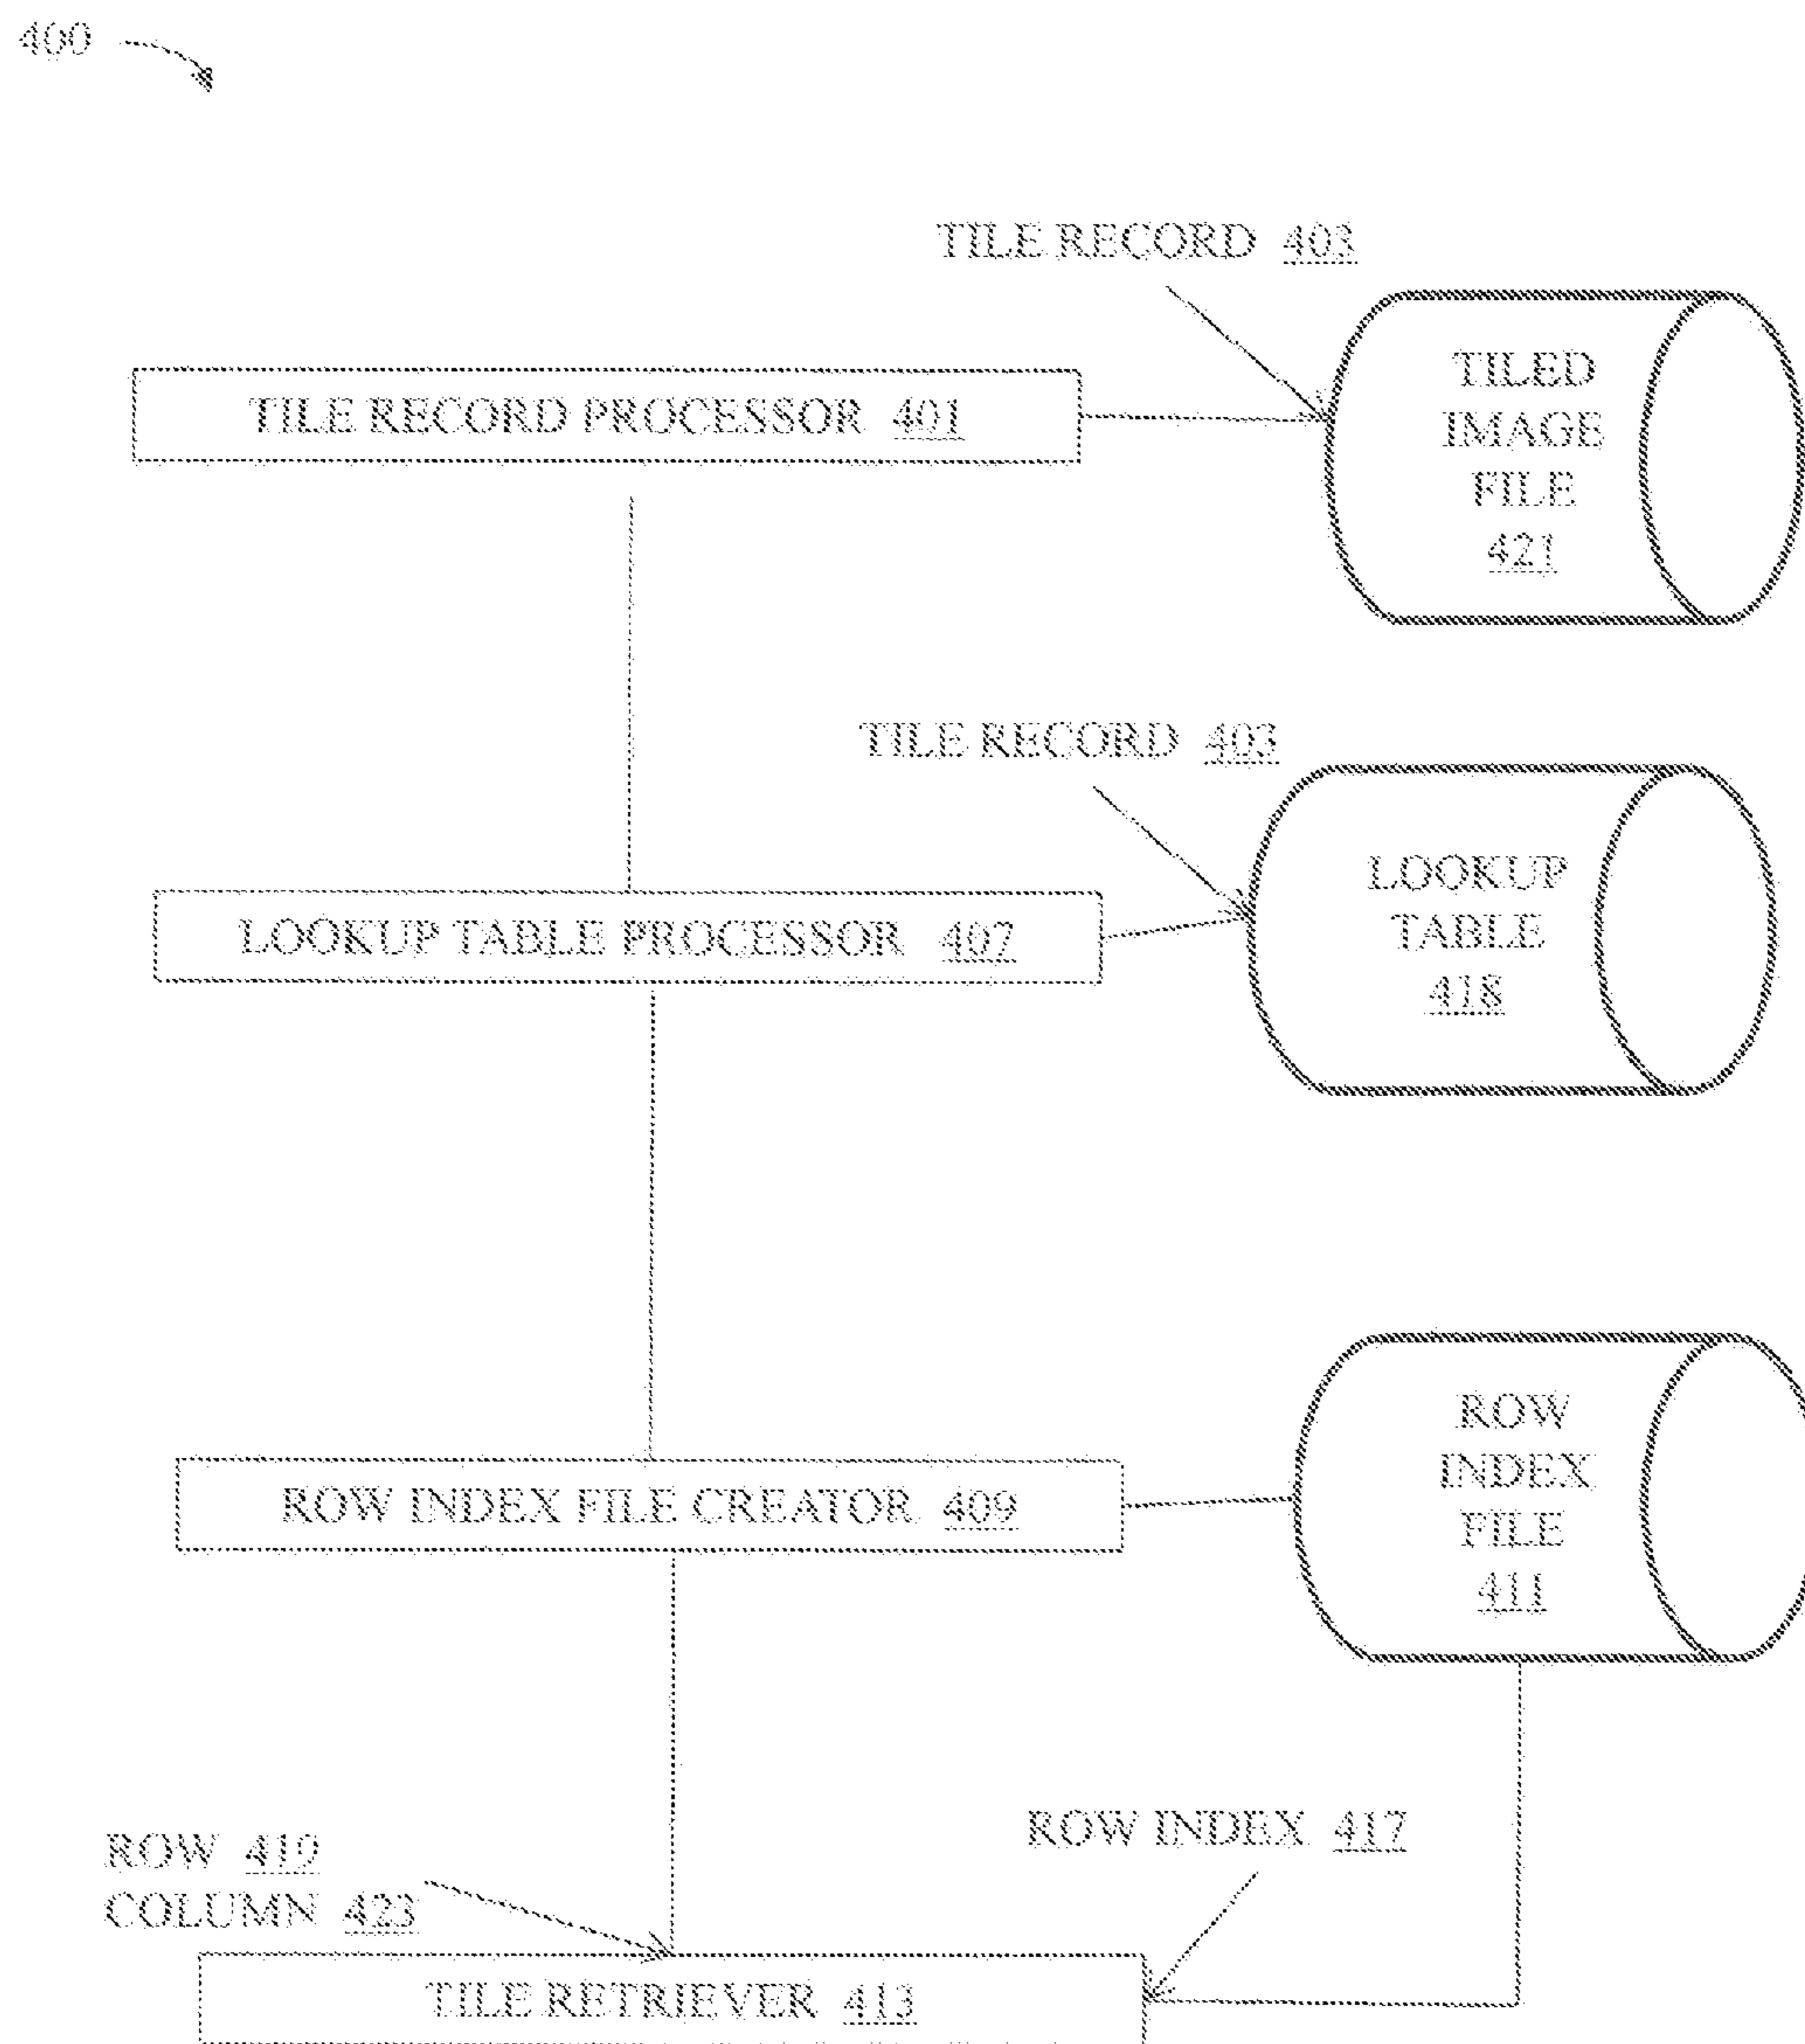 400
TILE RECORD 403
TILE RECORD PROCESSOR 401
TILED
IMAGE
FILE
421
TILE RECORD 403
LOOKUP TABLE PROCESSOR 407
LOOKUP
TABLE
418
ROW INDEX FILE CREATOR 409
ROW
INDEX
FILE
411
ROW INDEX 417
ROW 419
COLUMN 423
TILE RETRIEVER 413